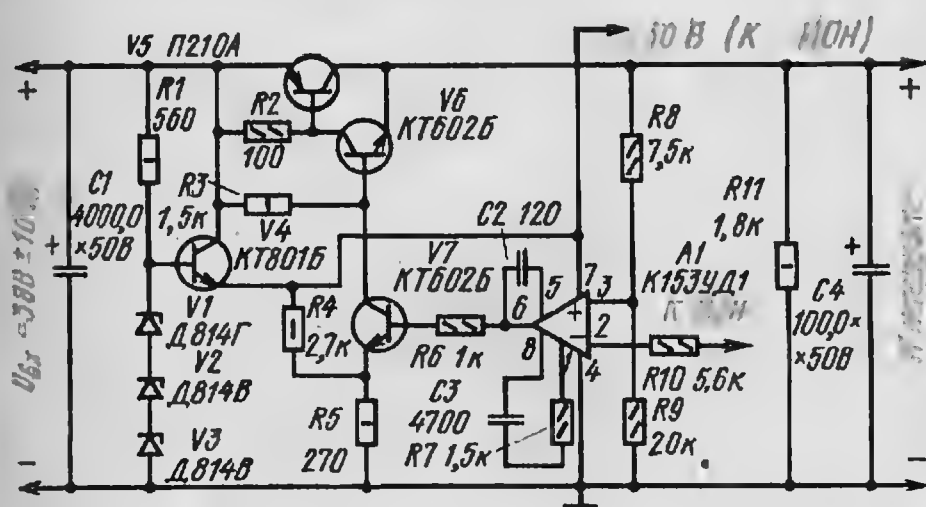 V5 П210А
(К
+
R1
560
R2
100
V6
КТ602Б
R8
7,5к
+
C1
4000,0
×50В
+
R3
1,5к
V4
КТ801Б
C2 120
R11
1,8к
V7
КТ602Б
5
6
8
7
3
2
4
+
A1
К153УД1
+
V1
Д814Г
R4
2,7к
R6 1к
C4
100,0×
×50В
V2
Д814В
C3
4700
R10 5,6к
V3
Д814В
R5
270
R7 1,5к
R9
20к
–
–